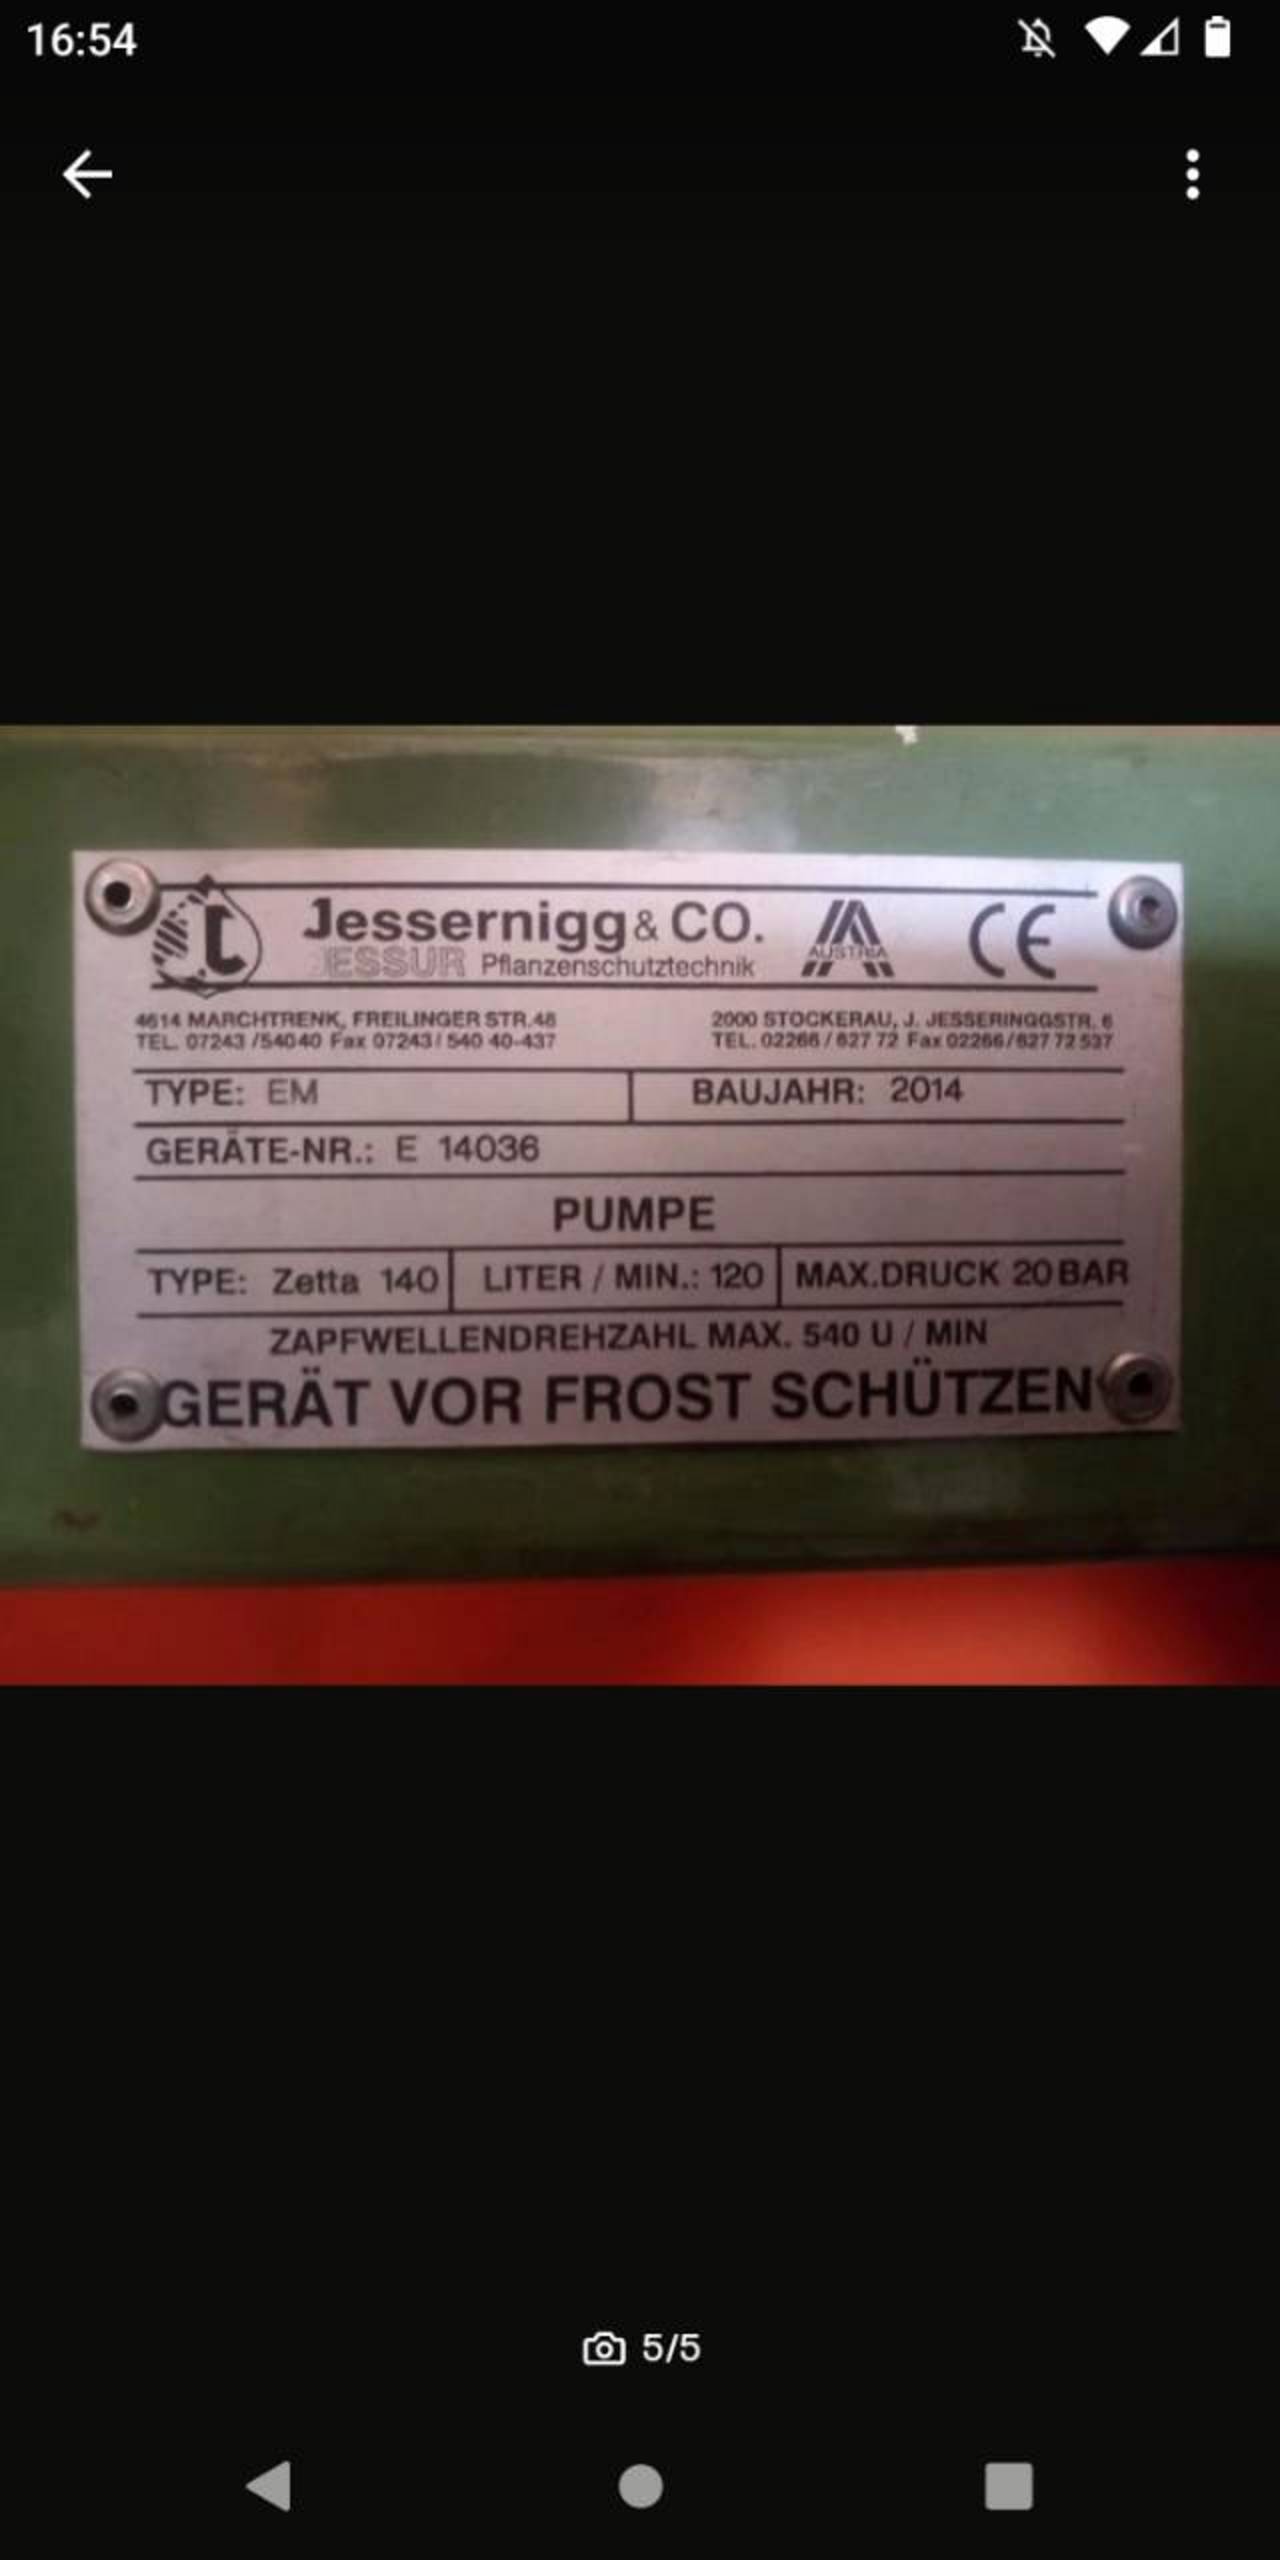 16:54
Jessernigg & CO.
JESSUR Pflanzenschutztechnik
AUSTRIA
CE
4614 MARCHTRENK, FREILINGER STR. 48
TEL. 07243 / 540 40 Fax 07243 / 540 40-437
2000 STOCKERAU, J. JESSERINGGSTR. 6
TEL. 02266 / 627 72 Fax 02266 / 627 72 537
TYPE: EM
BAUJAHR: 2014
GERÄTE-NR.: E 14036
PUMPE
TYPE: Zetta 140
LITER / MIN.: 120
MAX.DRUCK 20 BAR
ZAPFWELLENDREHZAHL MAX. 540 U / MIN
GERÄT VOR FROST SCHÜTZEN
5/5